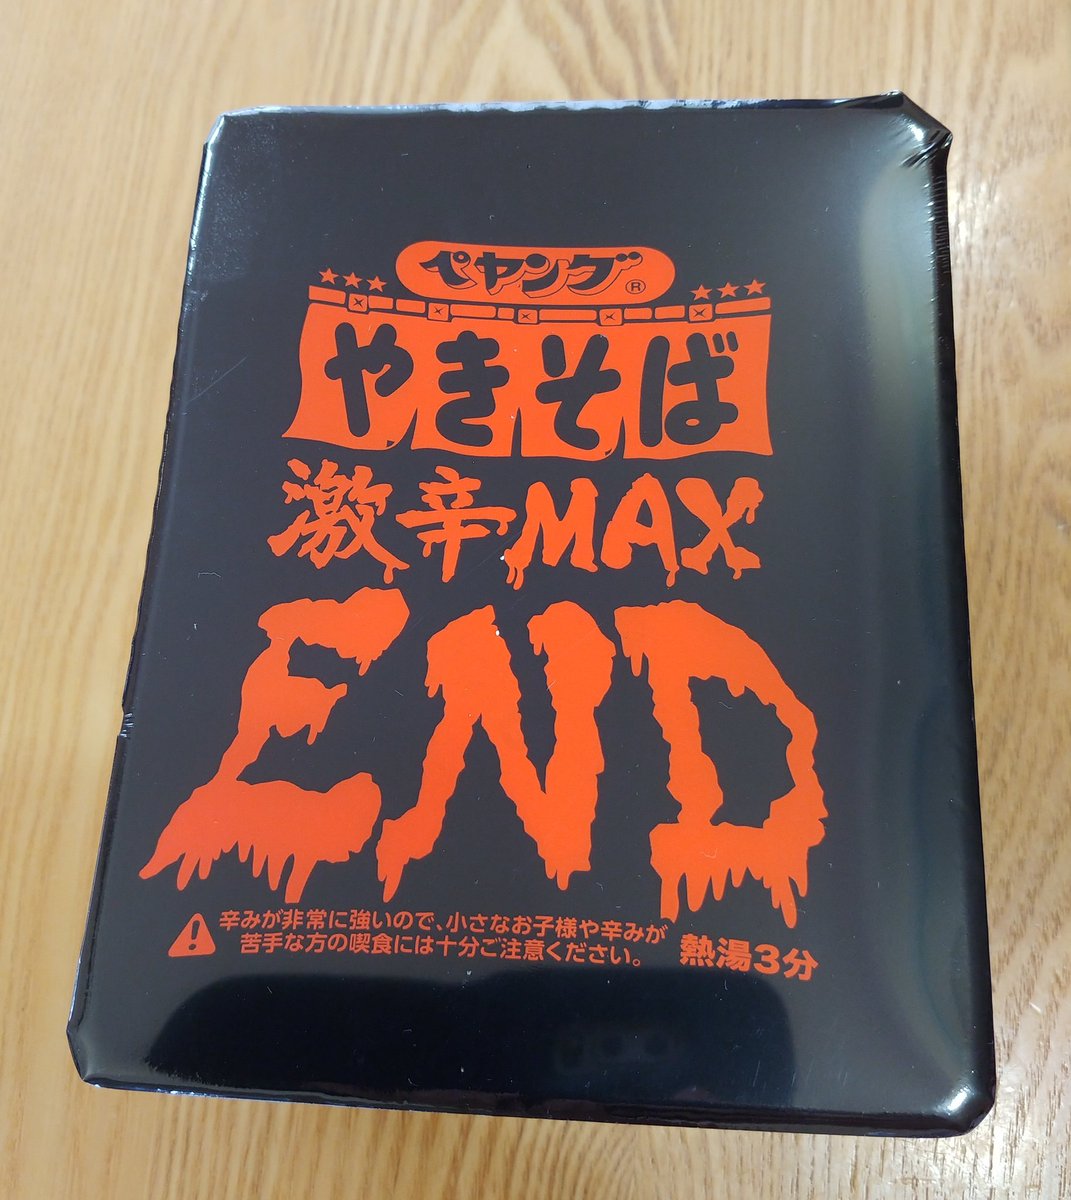 ペヤング®
やきそば
激辛MAX
END
辛みが非常に強いので、小さなお子様や辛みが
苦手な方の喫食には十分ご注意ください。
熱湯3分